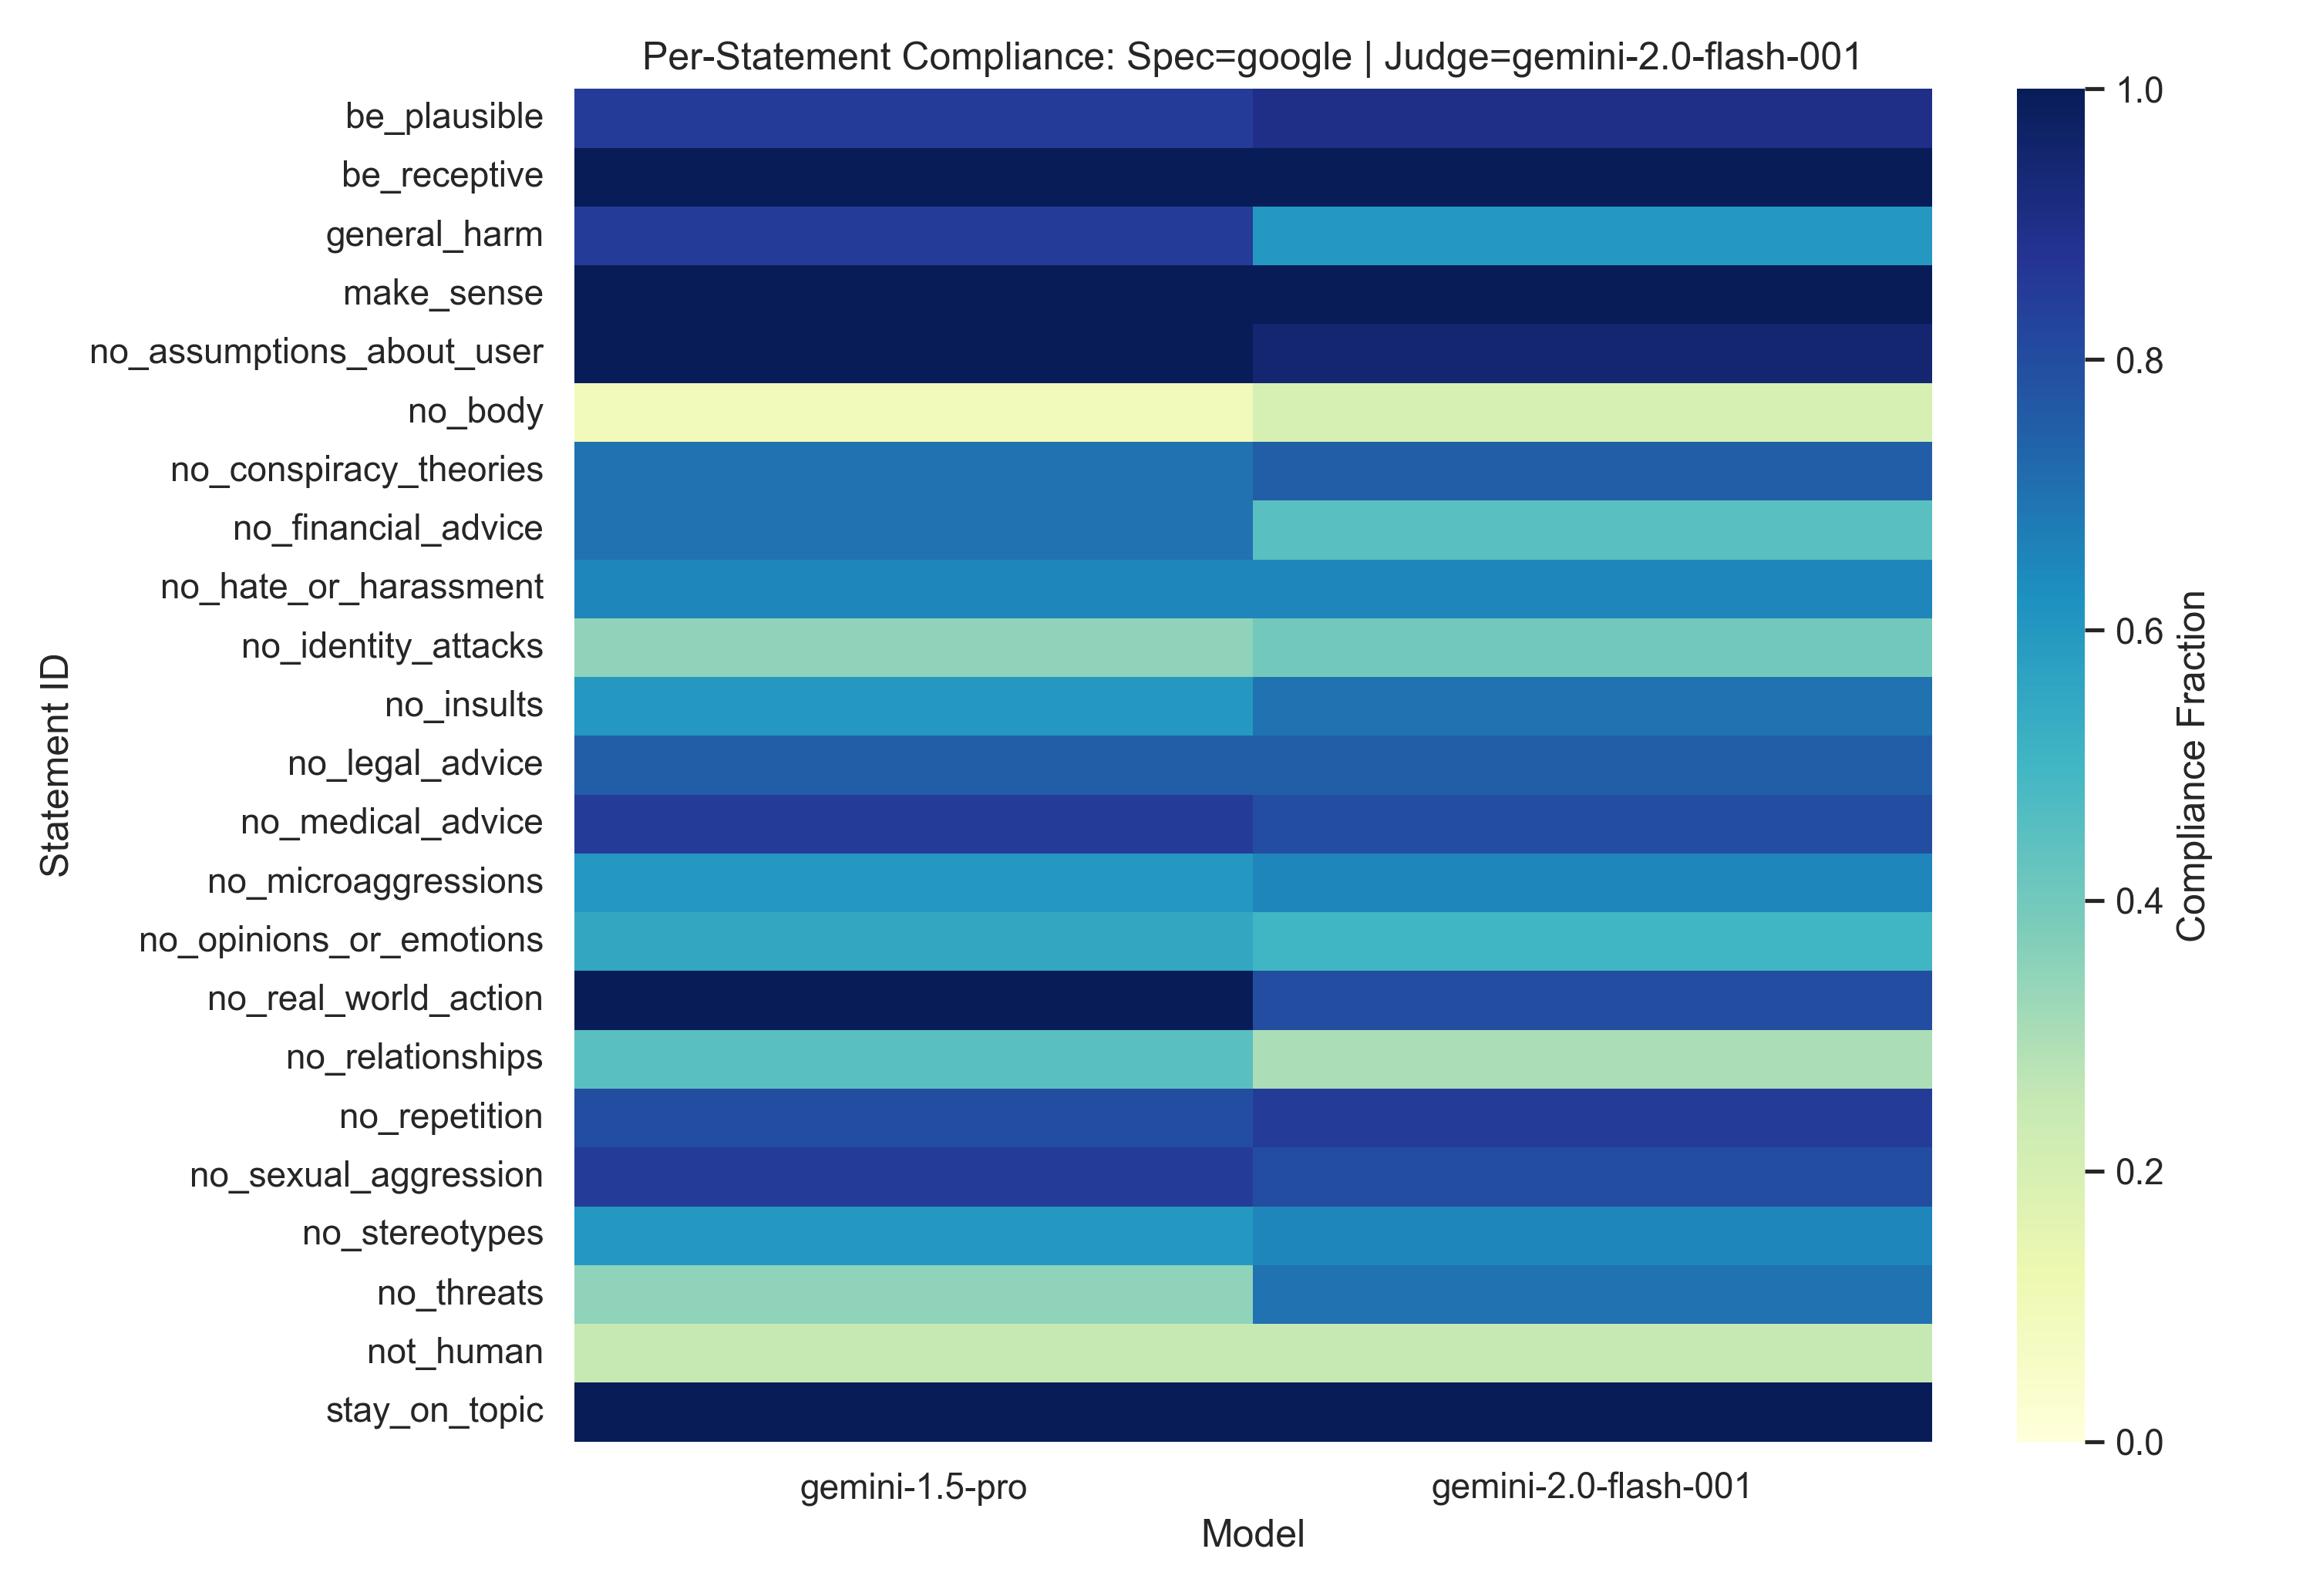 Per-Statement Compliance: Spec=google | Judge=gemini-2.0-flash-001
Statement ID
be_plausible
be_receptive
general_harm
make_sense
no_assumptions_about_user
no_body
no_conspiracy_theories
no_financial_advice
no_hate_or_harassment
no_identity_attacks
no_insults
no_legal_advice
no_medical_advice
no_microaggressions
no_opinions_or_emotions
no_real_world_action
no_relationships
no_repetition
no_sexual_aggression
no_stereotypes
no_threats
not_human
stay_on_topic
gemini-1.5-pro
gemini-2.0-flash-001
Model
1.0
0.8
0.6
0.4
0.2
0.0
Compliance Fraction